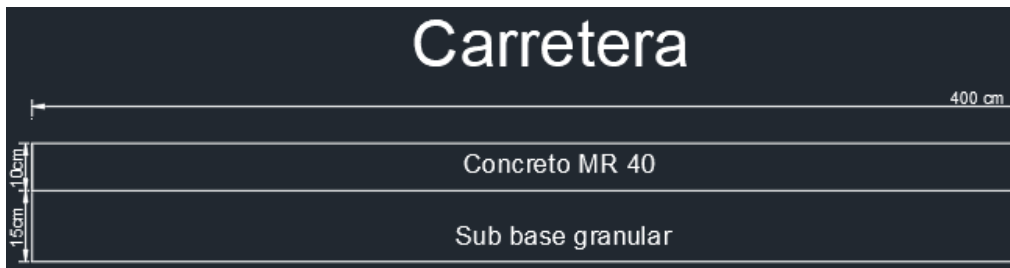 Carretera
400 cm
10cm
Concreto MR 40
15cm
Sub base granular